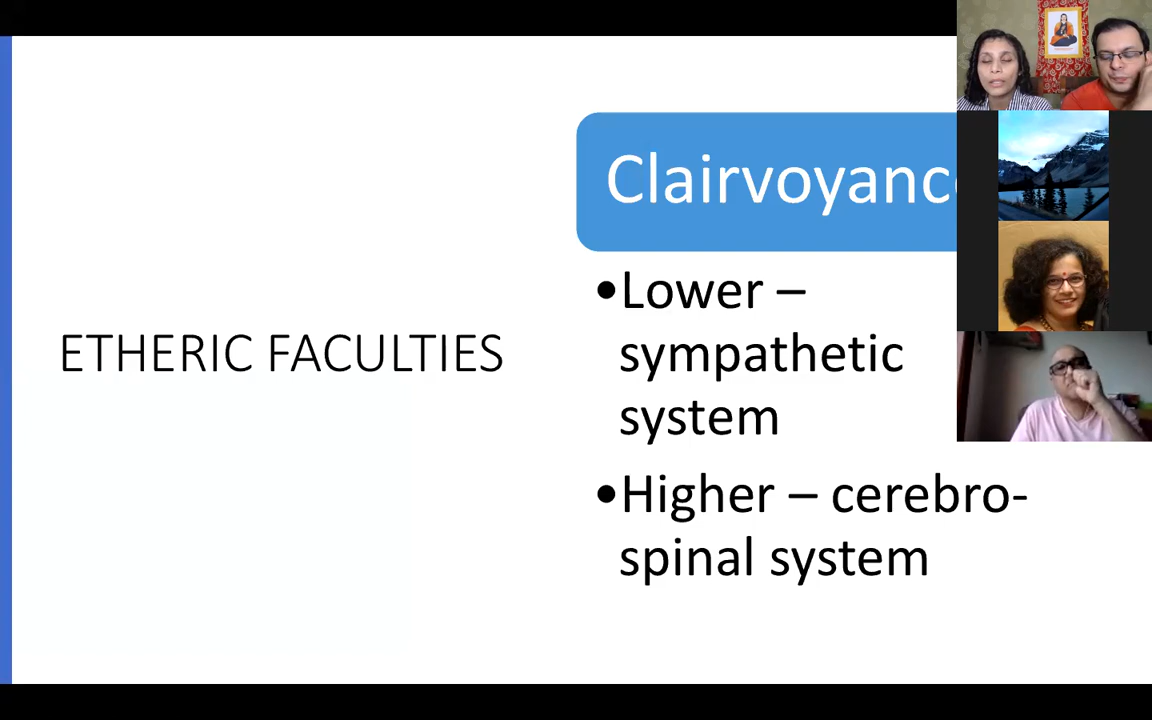 ETHERIC FACULTIES
Clairvoyanc
•Lower –
sympathetic
system
•Higher – cerebro-
spinal system